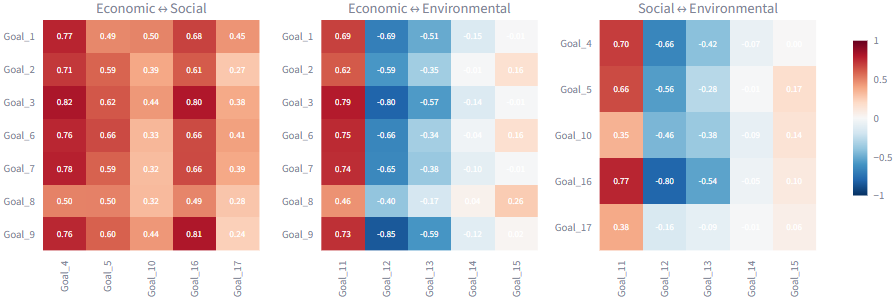 Economic ↔ Social
Goal_1 0.77 0.49 0.50 0.68 0.45
Goal_2 0.71 0.59 0.39 0.61 0.27
Goal_3 0.82 0.62 0.44 0.80 0.38
Goal_6 0.76 0.66 0.33 0.66 0.41
Goal_7 0.78 0.59 0.32 0.66 0.39
Goal_8 0.50 0.50 0.32 0.49 0.28
Goal_9 0.76 0.60 0.44 0.81 0.24
Goal_4 Goal_5 Goal_10 Goal_16 Goal_17
Economic ↔ Environmental
Goal_1 0.69 -0.69 -0.51 -0.15
Goal_2 0.62 -0.59 -0.35 0.16
Goal_3 0.79 -0.80 -0.57 -0.14
Goal_6 0.75 -0.66 -0.34 -0.04 0.16
Goal_7 0.74 -0.65 -0.38 -0.10
Goal_8 0.46 -0.40 -0.17 0.04 0.26
Goal_9 0.73 -0.85 -0.59 -0.12
Goal_11 Goal_12 Goal_13 Goal_14 Goal_15
Social ↔ Environmental
Goal_4 0.70 -0.66 -0.42
Goal_5 0.66 -0.56 -0.28 0.17
Goal_10 0.35 -0.46 -0.38 0.14
Goal_16 0.77 -0.80 -0.54 0.10
Goal_17 0.38 -0.16 -0.09
Goal_11 Goal_12 Goal_13 Goal_14 Goal_15
1
0.5
0
−0.5
−1